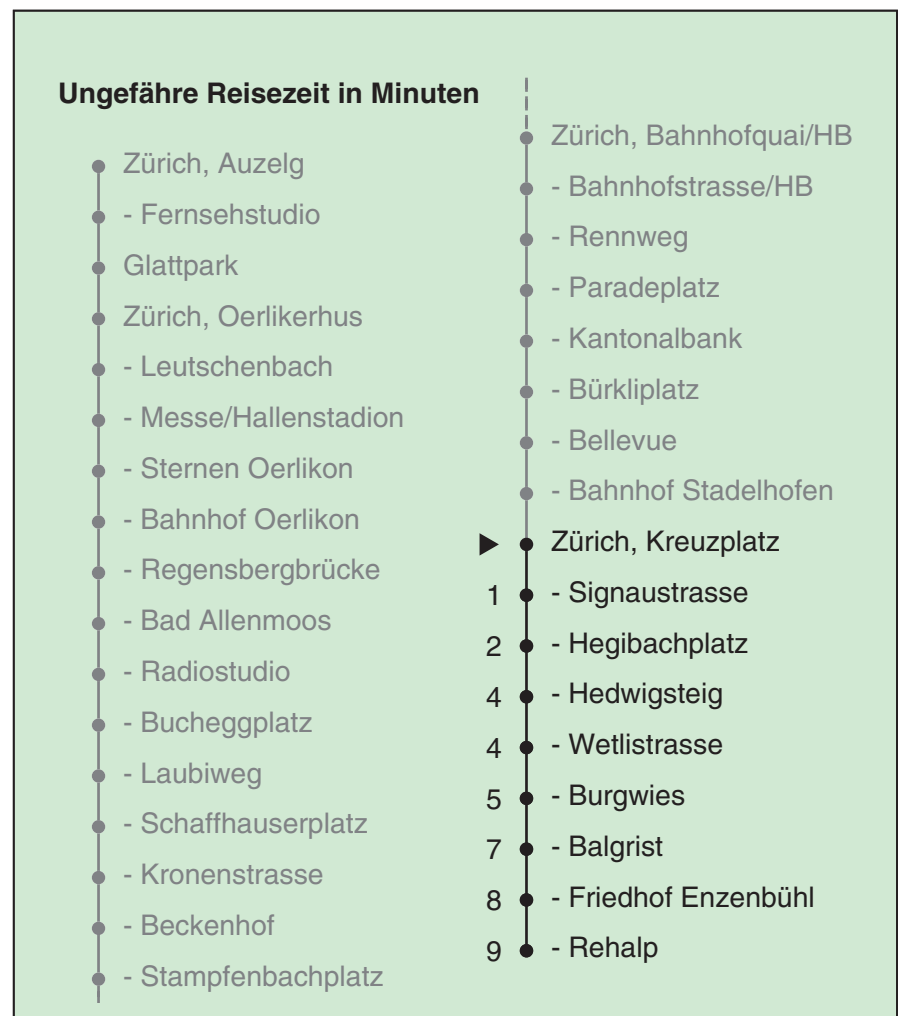 Ungefähre Reisezeit in Minuten
Zürich, Auzelg
- Fernsehstudio
Glattpark
Zürich, Oerlikerhus
- Leutschenbach
- Messe/Hallenstadion
- Sternen Oerlikon
- Bahnhof Oerlikon
- Regensbergbrücke
- Bad Allenmoos
- Radiostudio
- Bucheggplatz
- Laubiweg
- Schaffhauserplatz
- Kronenstrasse
- Beckenhof
- Stampfenbachplatz
Zürich, Bahnhofquai/HB
- Bahnhofstrasse/HB
- Rennweg
- Paradeplatz
- Kantonalbank
- Bürkliplatz
- Bellevue
- Bahnhof Stadelhofen
Zürich, Kreuzplatz
1 - Signaustrasse
2 - Hegibachplatz
4 - Hedwigsteig
4 - Wetlistrasse
5 - Burgwies
7 - Balgrist
8 - Friedhof Enzenbühl
9 - Rehalp